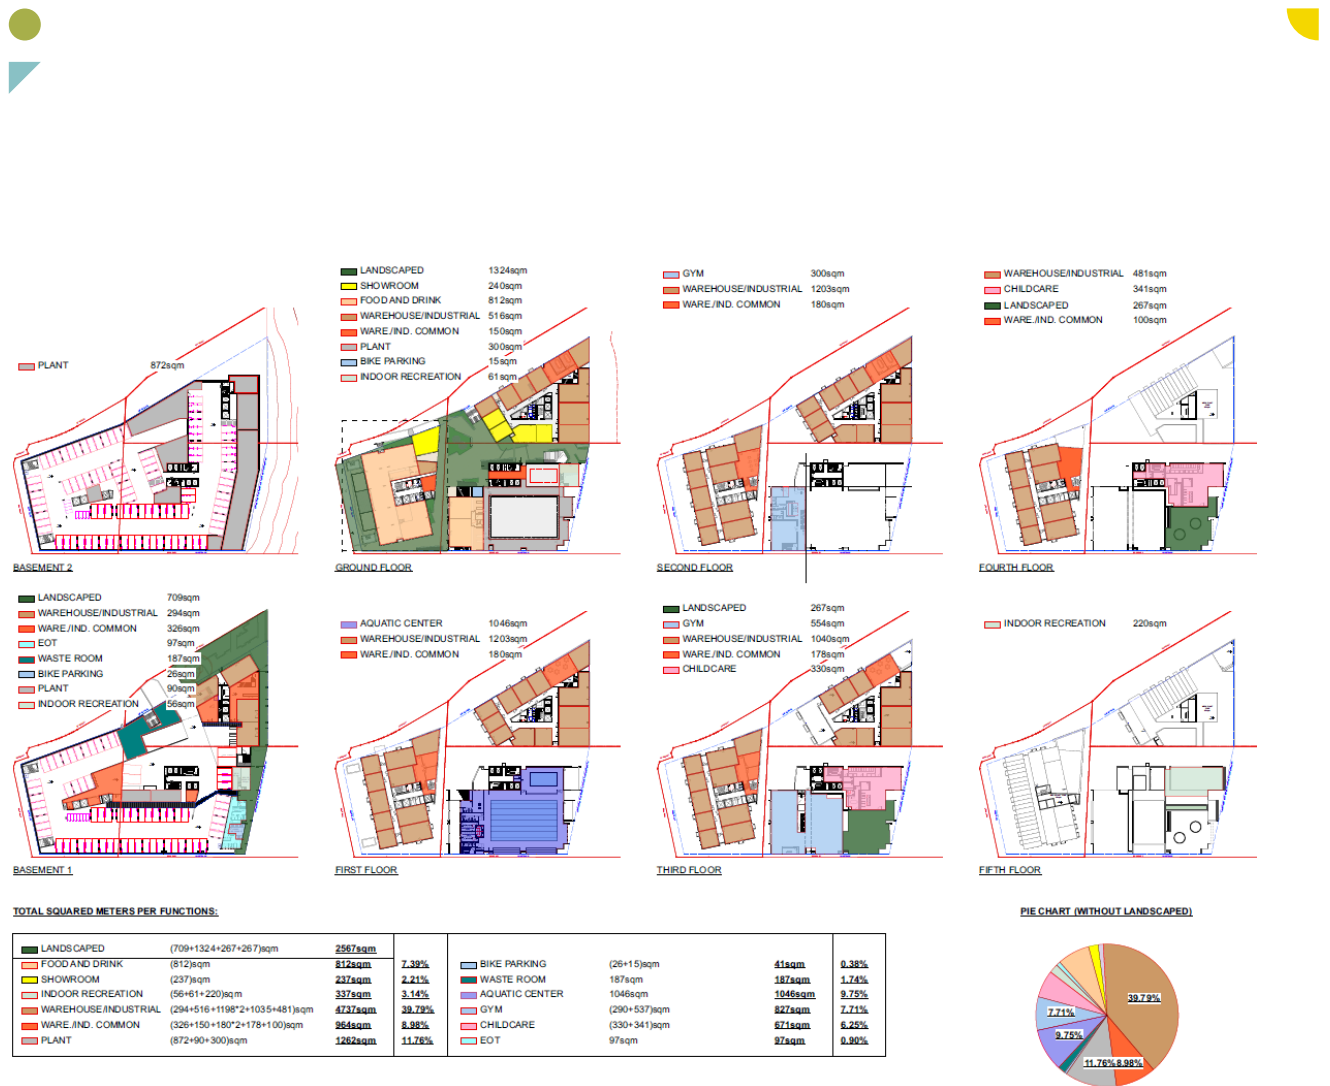 LANDSCAPED 1324sqm
SHOWROOM 240sqm
FOOD AND DRINK 812sqm
WAREHOUSE/INDUSTRIAL 516sqm
WARE./IND. COMMON 150sqm
PLANT 300sqm
BIKE PARKING 15sqm
INDOOR RECREATION 61sqm
GYM 300sqm
WAREHOUSE/INDUSTRIAL 1203sqm
WARE./IND. COMMON 180sqm
WAREHOUSE/INDUSTRIAL 481sqm
CHILDCARE 341sqm
LANDSCAPED 267sqm
WARE./IND. COMMON 100sqm
PLANT 872sqm
BASEMENT 2
GROUND FLOOR
SECOND FLOOR
FOURTH FLOOR
LANDSCAPED 709sqm
WAREHOUSE/INDUSTRIAL 294sqm
WARE./IND. COMMON 326sqm
EOT 97sqm
WASTE ROOM 187sqm
BIKE PARKING 26sqm
PLANT 90sqm
INDOOR RECREATION 56sqm
AQUATIC CENTER 1046sqm
WAREHOUSE/INDUSTRIAL 1203sqm
WARE./IND. COMMON 180sqm
LANDSCAPED 267sqm
GYM 554sqm
WAREHOUSE/INDUSTRIAL 1040sqm
WARE./IND. COMMON 178sqm
CHILDCARE 330sqm
INDOOR RECREATION 220sqm
BASEMENT 1
FIRST FLOOR
THIRD FLOOR
FIFTH FLOOR
TOTAL SQUARED METERS PER FUNCTIONS:
LANDSCAPED (709+1324+267+267)sqm 2567sqm
FOOD AND DRINK (812)sqm 812sqm 7.39%
SHOWROOM (237)sqm 237sqm 2.21%
INDOOR RECREATION (56+61+220)sqm 337sqm 3.14%
WAREHOUSE/INDUSTRIAL (294+516+1198*2+1035+481)sqm 4737sqm 39.79%
WARE./IND. COMMON (326+150+180*2+178+100)sqm 964sqm 8.98%
PLANT (872+90+300)sqm 1262sqm 11.76%
BIKE PARKING (26+15)sqm 41sqm 0.38%
WASTE ROOM 187sqm 187sqm 1.74%
AQUATIC CENTER 1046sqm 1046sqm 9.75%
GYM (290+537)sqm 827sqm 7.71%
CHILDCARE (330+341)sqm 671sqm 6.25%
EOT 97sqm 97sqm 0.90%
PIE CHART (WITHOUT LANDSCAPED)
39.79%
7.71%
9.75%
11.76% 8.98%